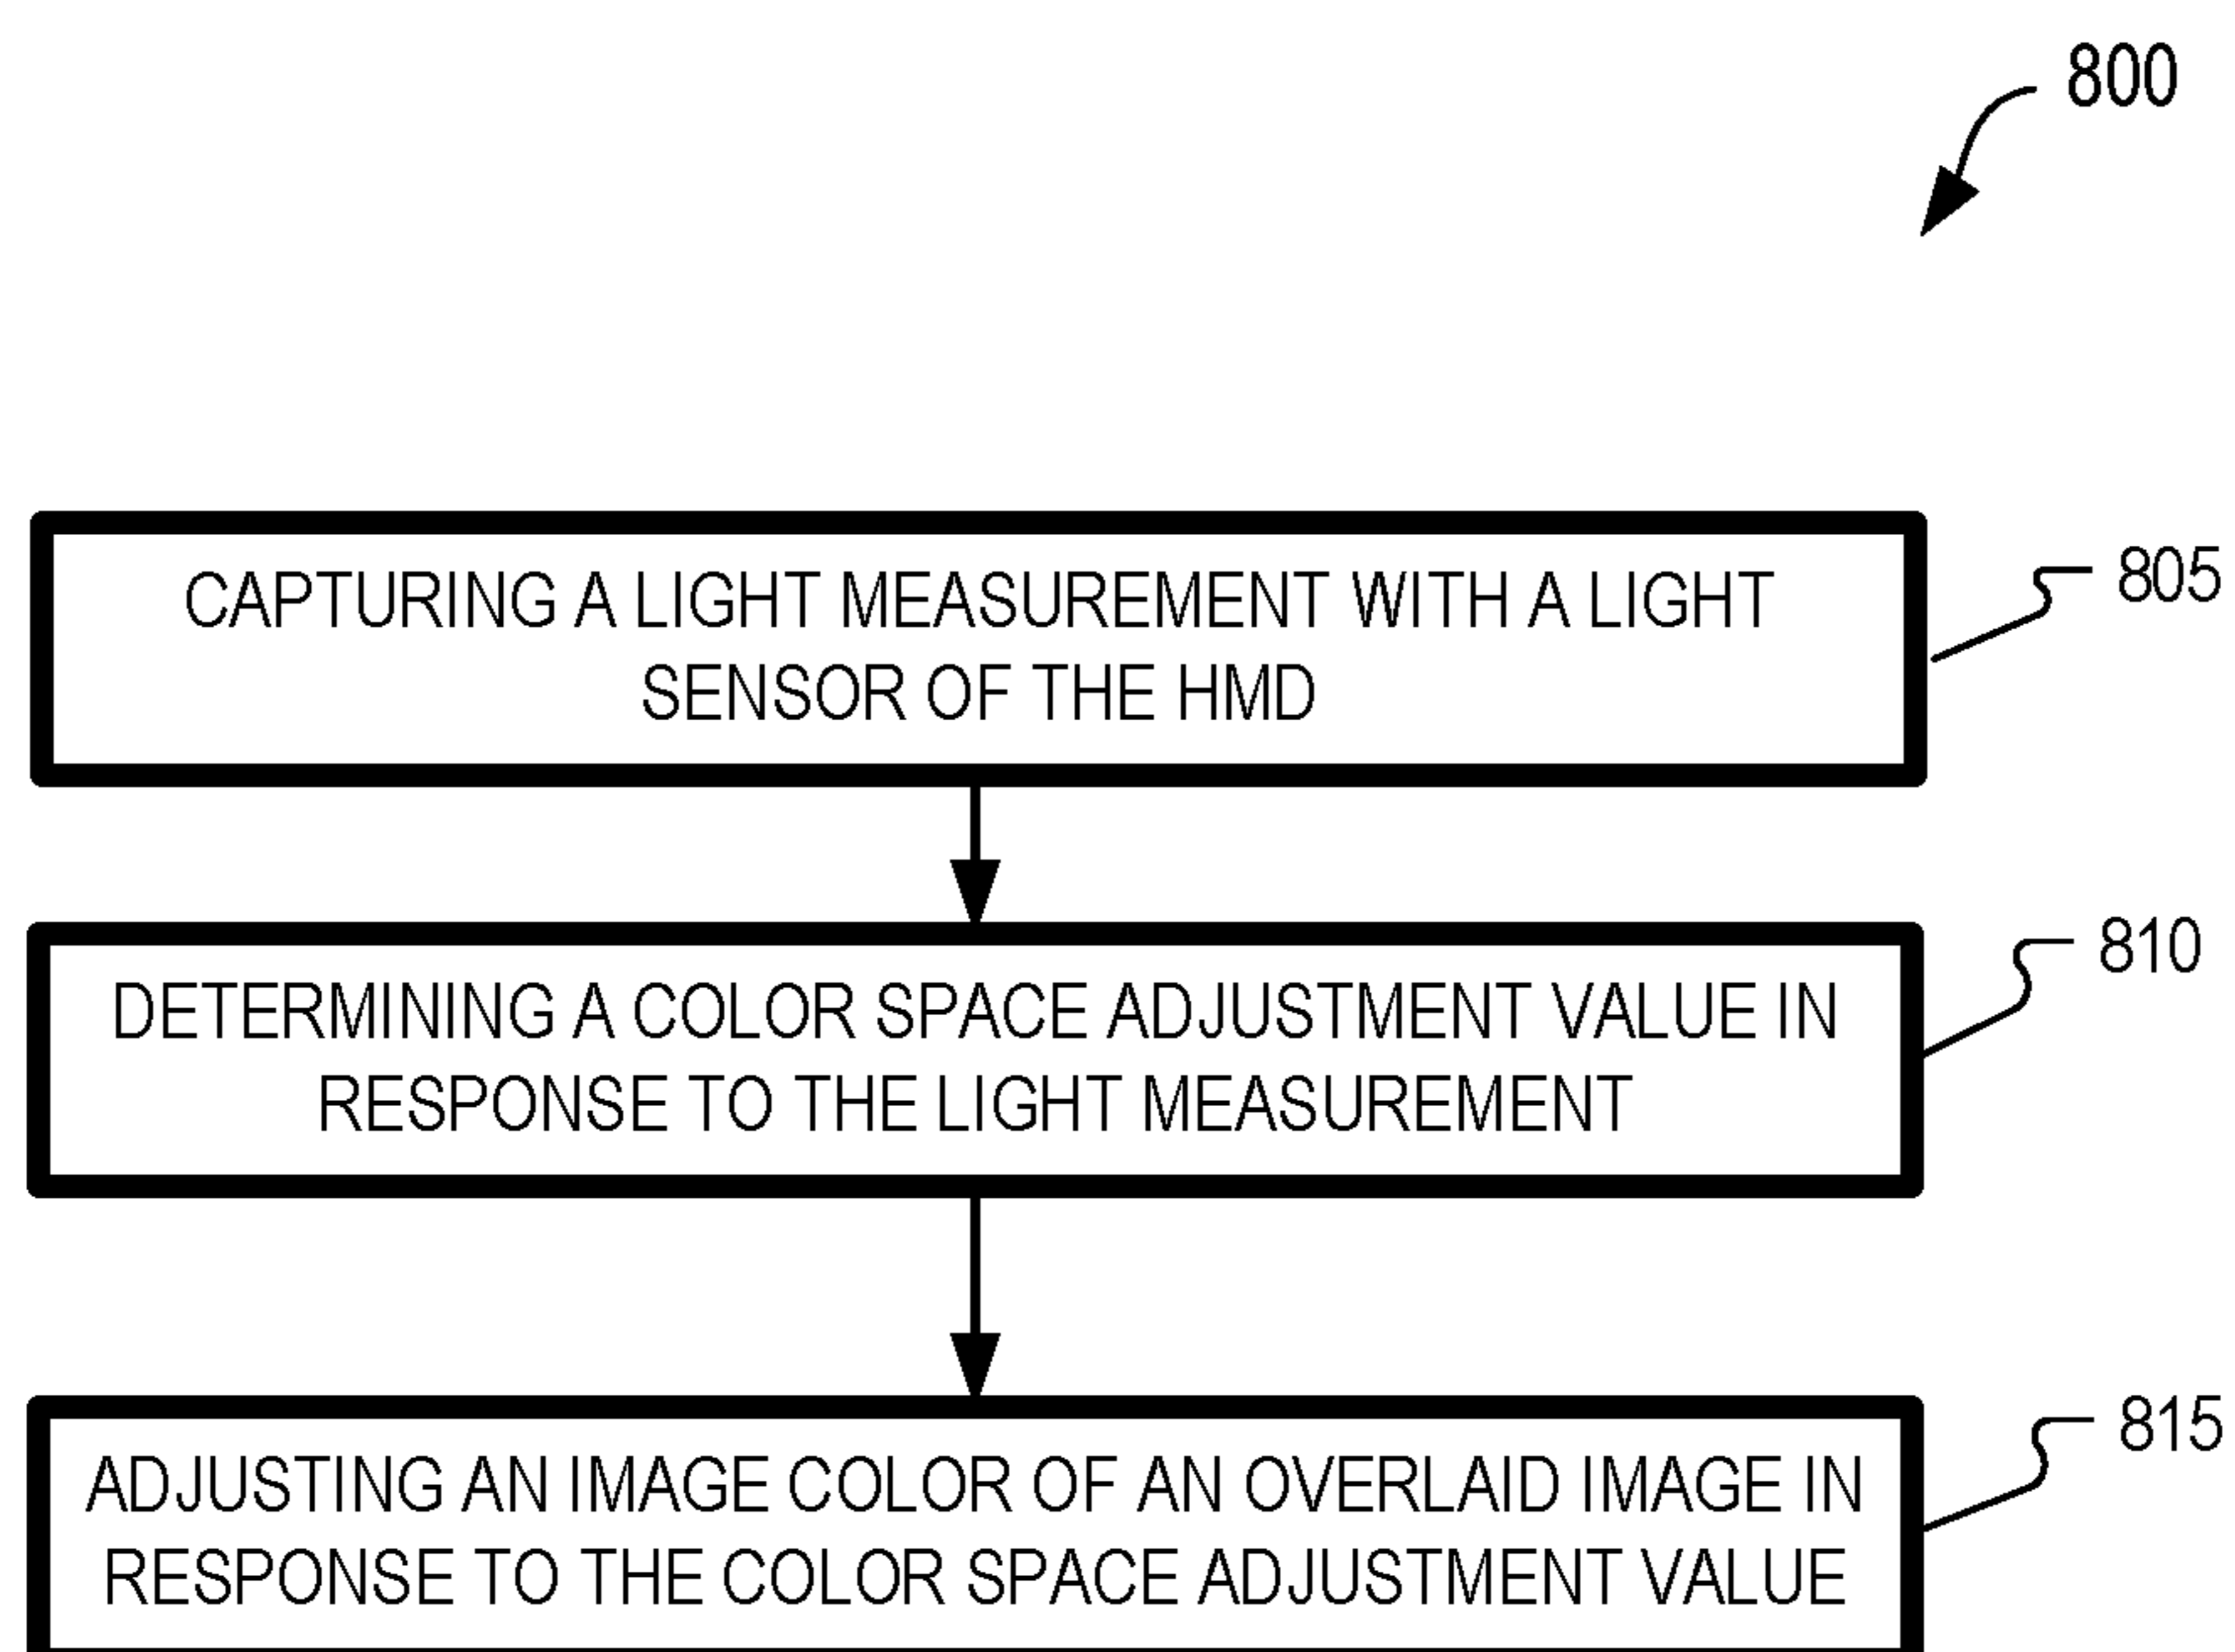 800
CAPTURING A LIGHT MEASUREMENT WITH A LIGHT
SENSOR OF THE HMD
805
DETERMINING A COLOR SPACE ADJUSTMENT VALUE IN
RESPONSE TO THE LIGHT MEASUREMENT
810
ADJUSTING AN IMAGE COLOR OF AN OVERLAID IMAGE IN
RESPONSE TO THE COLOR SPACE ADJUSTMENT VALUE
815